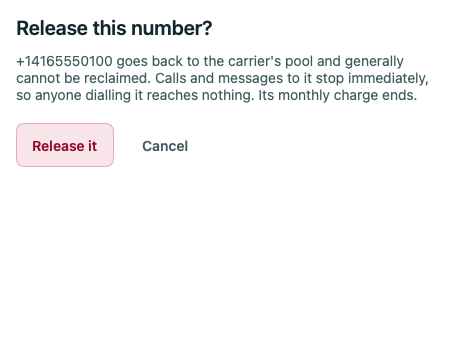 Release this number?
+14165550100 goes back to the carrier's pool and generally
cannot be reclaimed. Calls and messages to it stop immediately,
so anyone dialling it reaches nothing. Its monthly charge ends.
Release it
Cancel